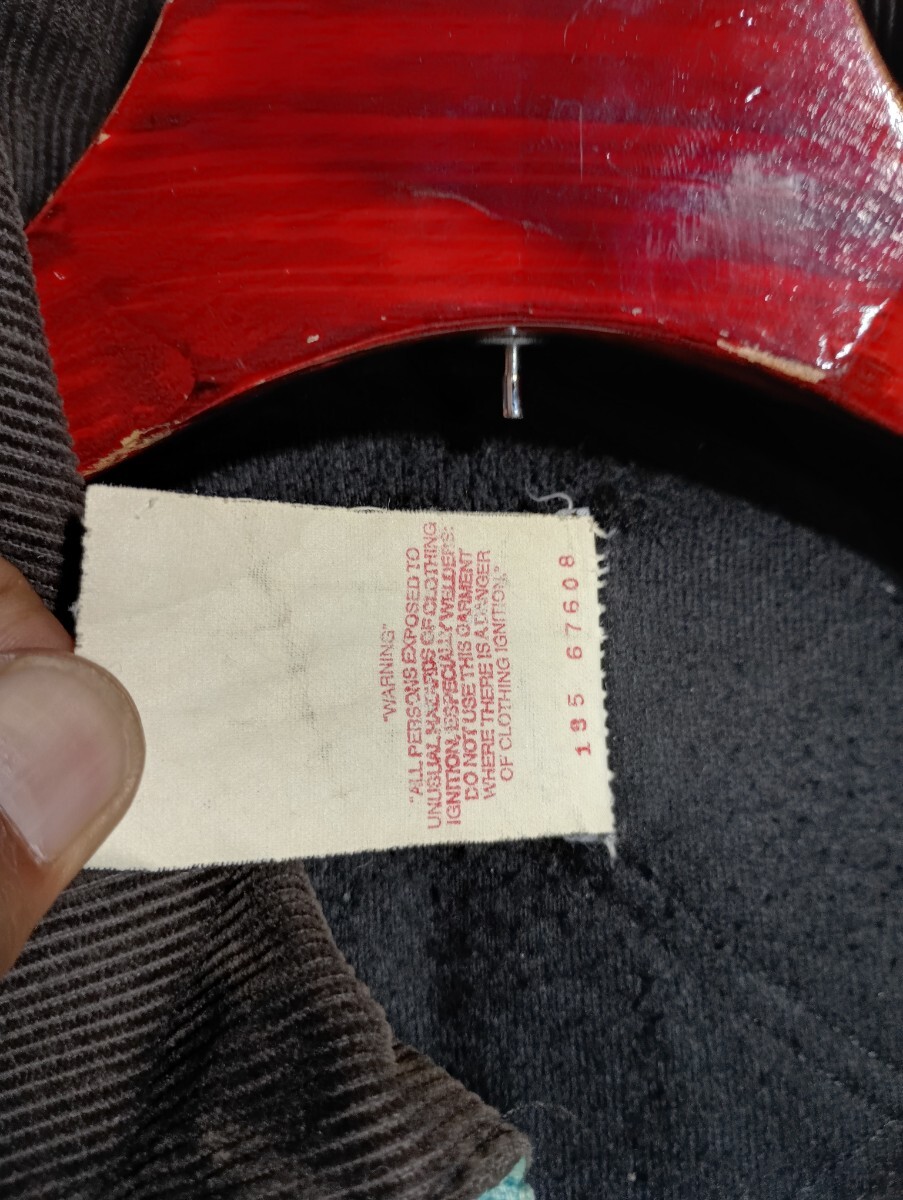 "WARNING"
"ALL PERSONS EXPOSED TO
UNUSUAL HAZARDS OF CLOTHING
IGNITION, ESPECIALLY WELDERS:
DO NOT USE THIS GARMENT
WHERE THERE IS A DANGER
OF CLOTHING IGNITION."
195 67608